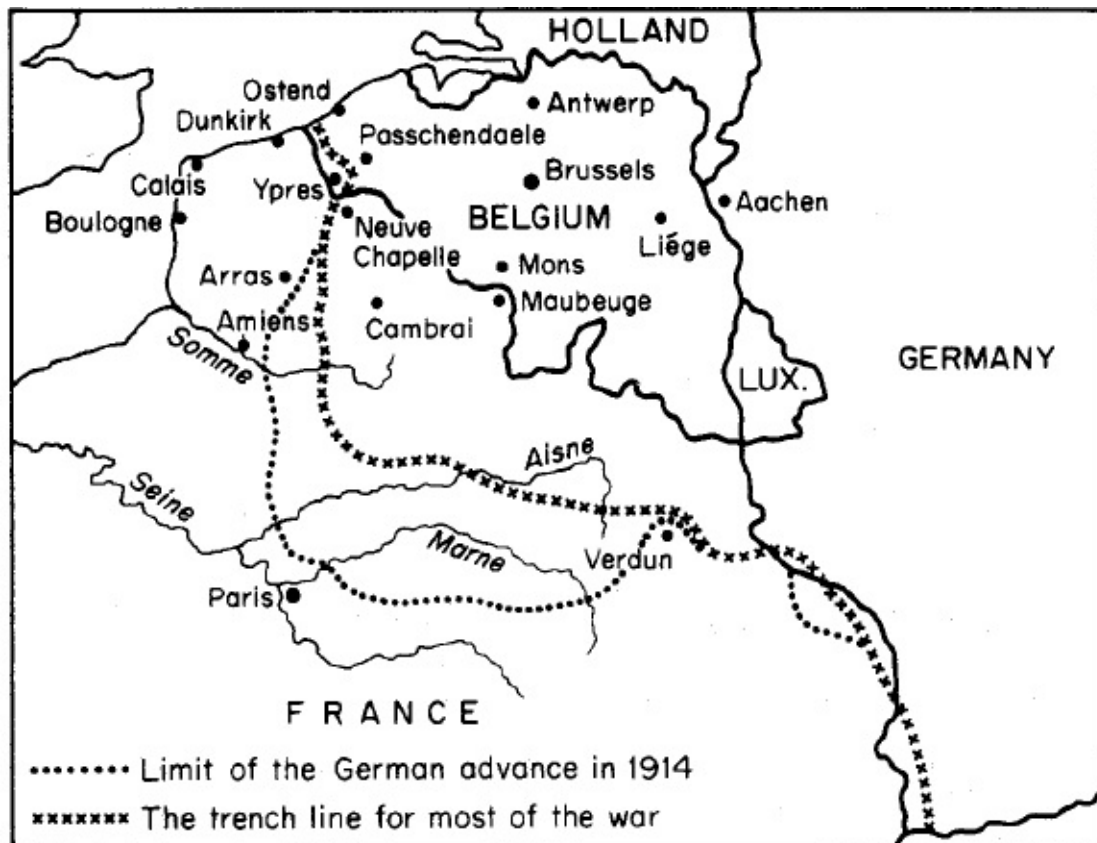 HOLLAND
Ostend
Antwerp
Dunkirk
Passchendaele
Calais
Ypres
Brussels
Boulogne
Neuve
Chapelle
BELGIUM
Aachen
Liége
Arras
Mons
Maubeuge
Amiens
Cambrai
Somme
LUX.
GERMANY
Aisne
Seine
Marne
Verdun
Paris
FRANCE
Limit of the German advance in 1914
The trench line for most of the war